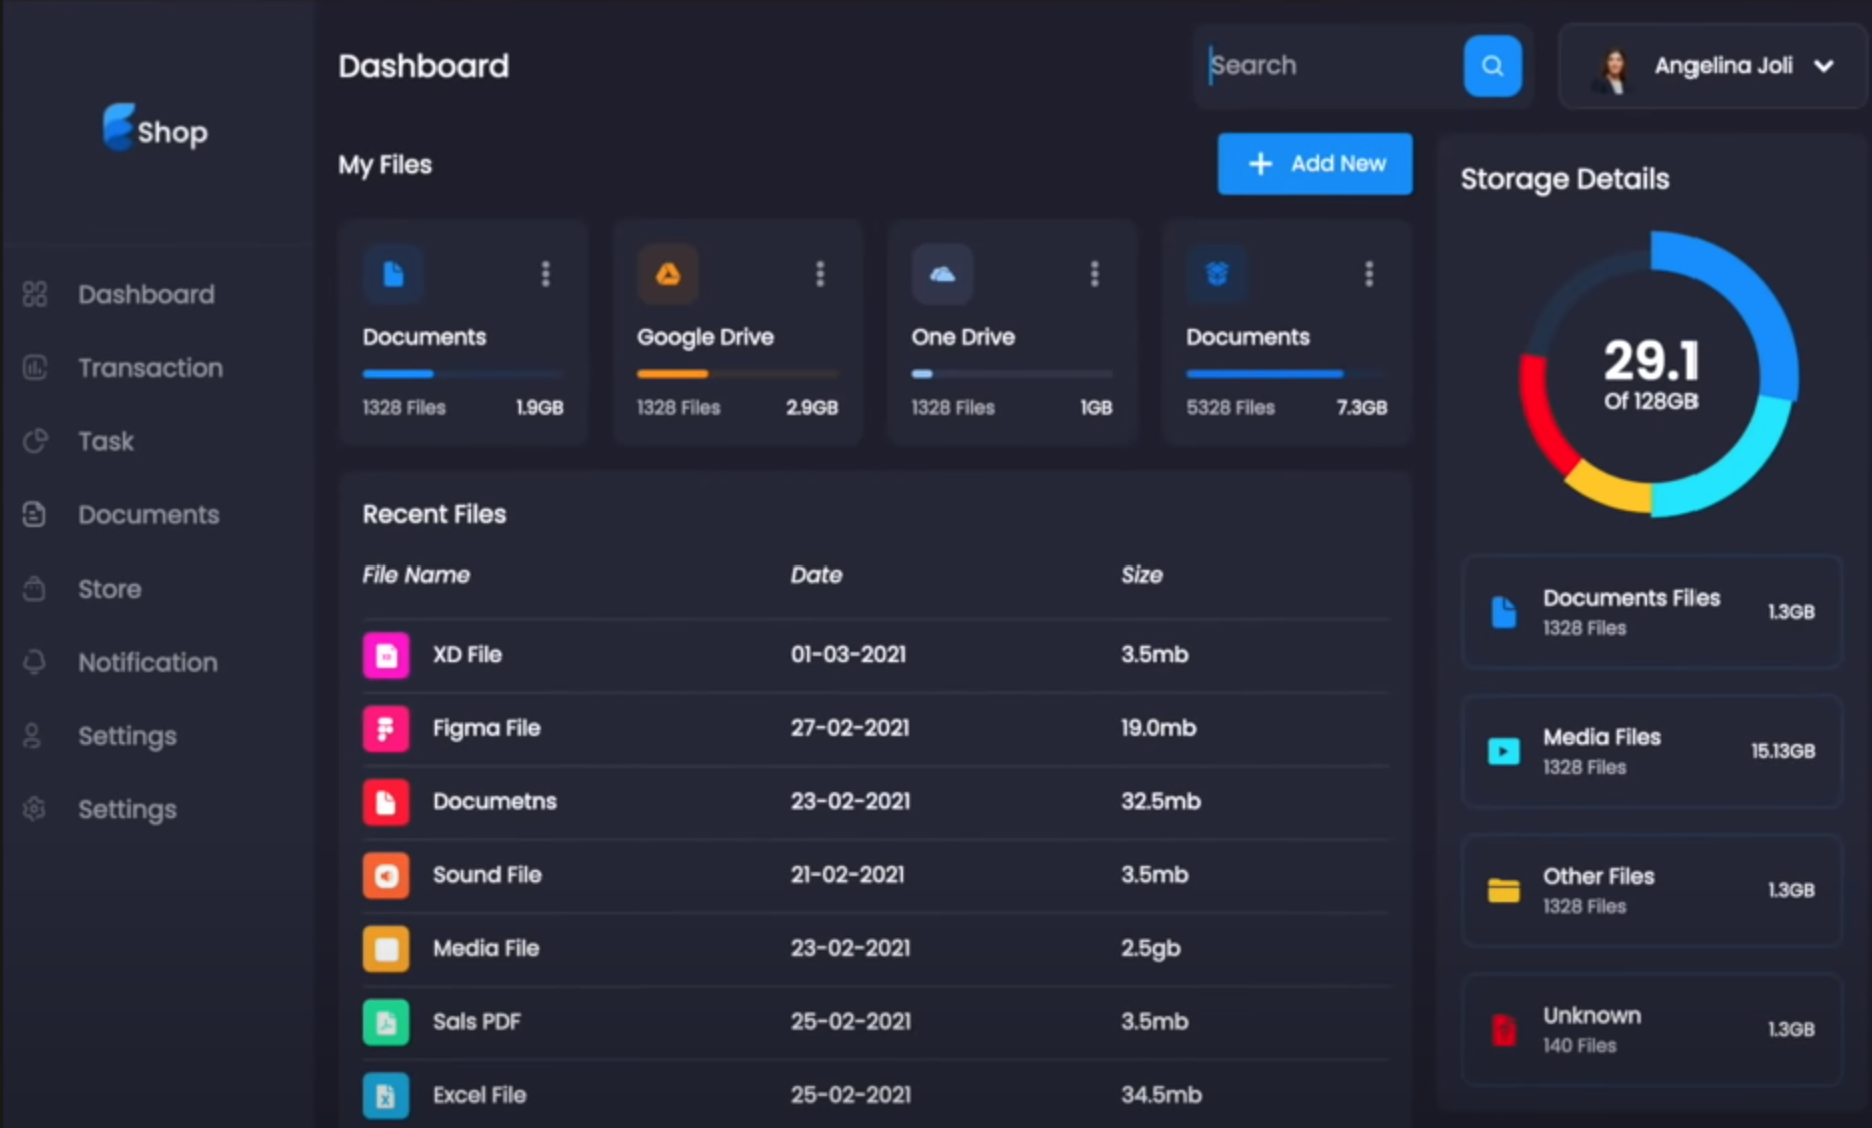 Shop
Dashboard
Transaction
Task
Documents
Store
Notification
Settings
Settings
Dashboard
Search
Angelina Joli
My Files
Add New
Documents
1328 Files 1.9GB
Google Drive
1328 Files 2.9GB
One Drive
1328 Files 1GB
Documents
5328 Files 7.3GB
Recent Files
File Name Date Size
XD File 01-03-2021 3.5mb
Figma File 27-02-2021 19.0mb
Documetns 23-02-2021 32.5mb
Sound File 21-02-2021 3.5mb
Media File 23-02-2021 2.5gb
Sals PDF 25-02-2021 3.5mb
Excel File 25-02-2021 34.5mb
Storage Details
29.1
Of 128GB
Documents Files
1328 Files
1.3GB
Media Files
1328 Files
15.13GB
Other Files
1328 Files
1.3GB
Unknown
140 Files
1.3GB